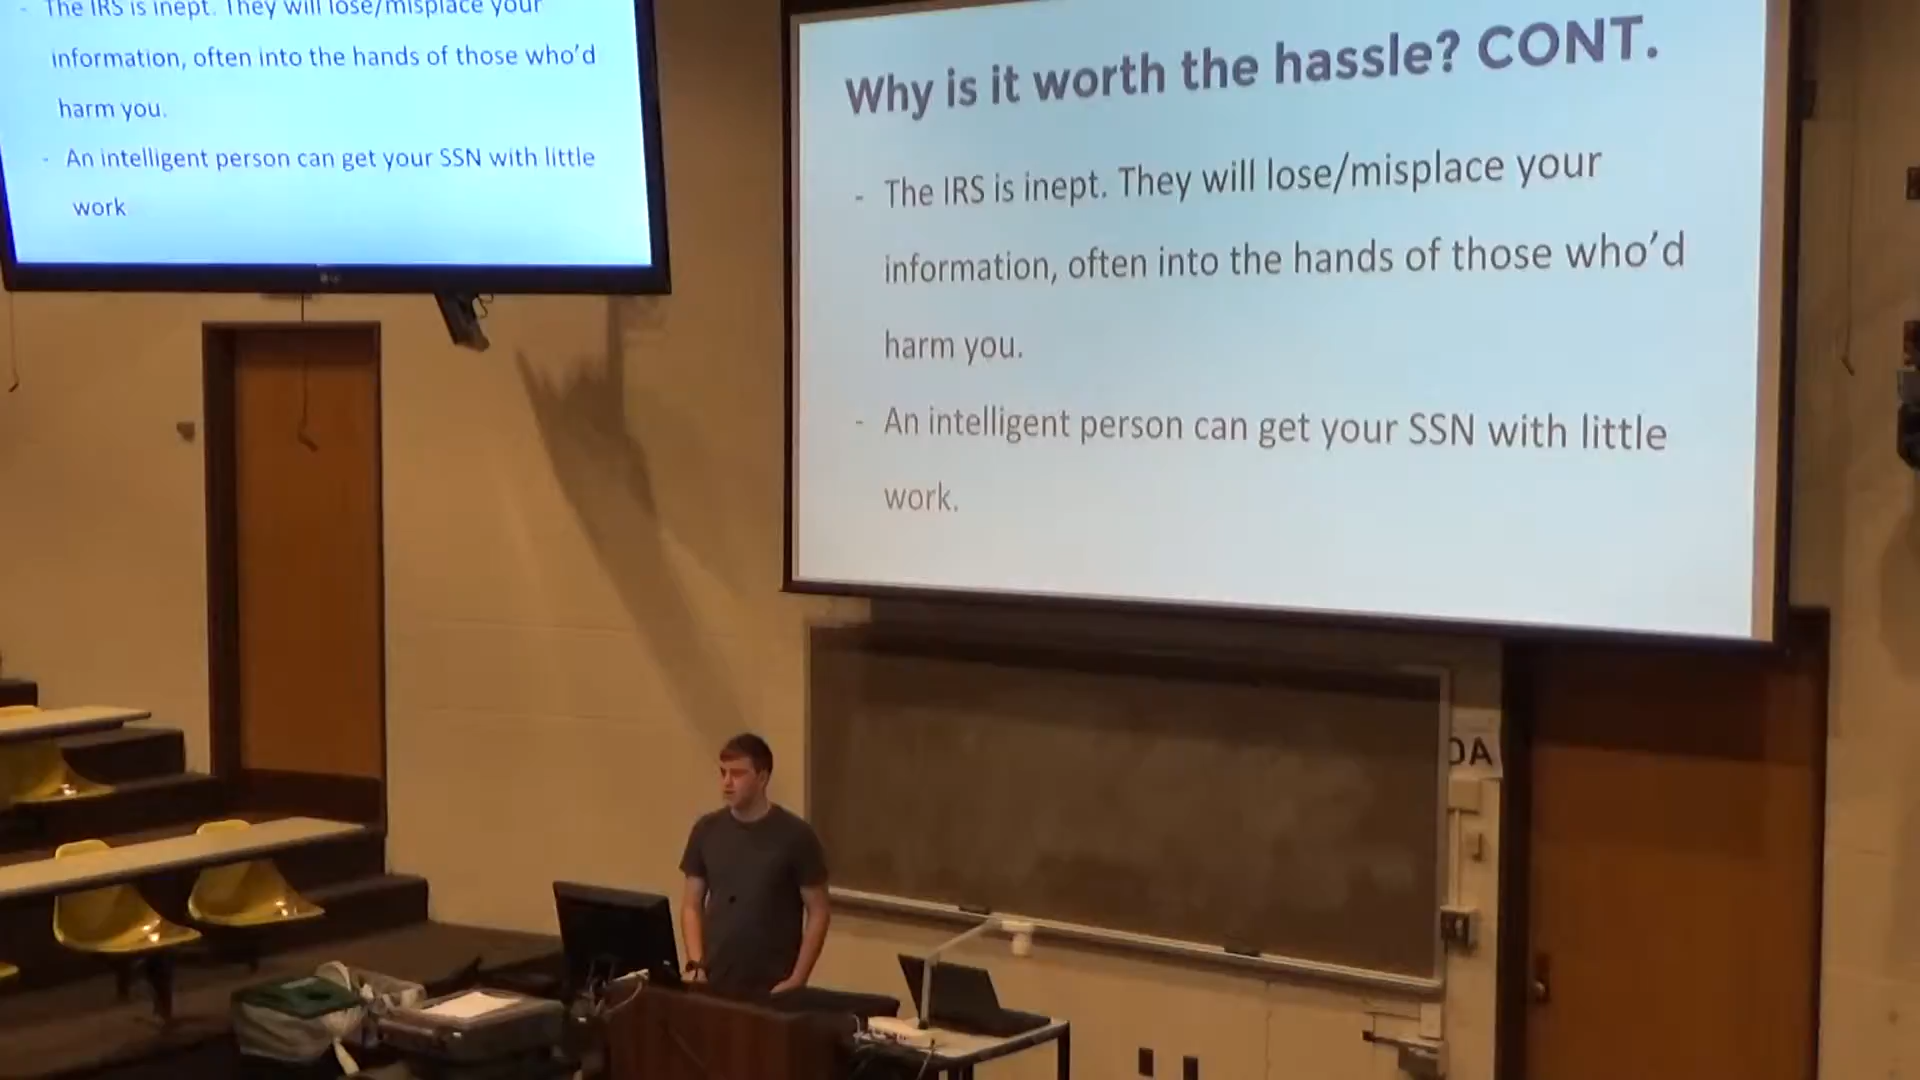 The IRS is inept. They will lose/misplace your
information, often into the hands of those who'd
harm you.
- An intelligent person can get your SSN with little
work
LG
Why is it worth the hassle? CONT.
- The IRS is inept. They will lose/misplace your
information, often into the hands of those who'd
harm you.
- An intelligent person can get your SSN with little
work.
DA